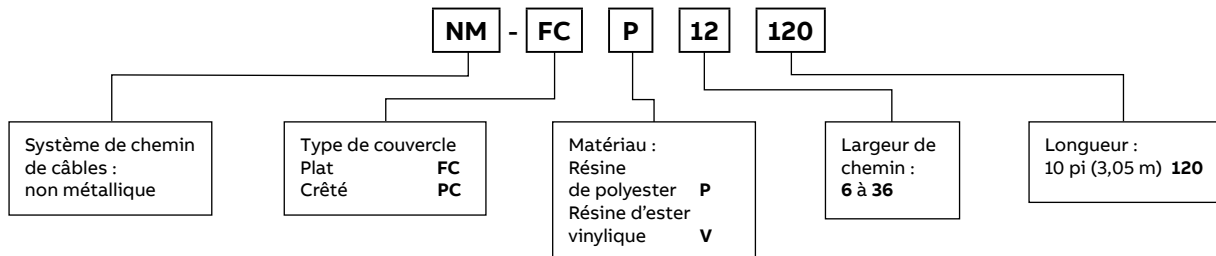 NM - FC P 12 120
Système de chemin
de câbles :
non métallique
Type de couvercle
Plat FC
Crêté PC
Matériau :
Résine
de polyester P
Résine d'ester
vinylique V
Largeur de
chemin :
6 à 36
Longueur :
10 pi (3,05 m) 120